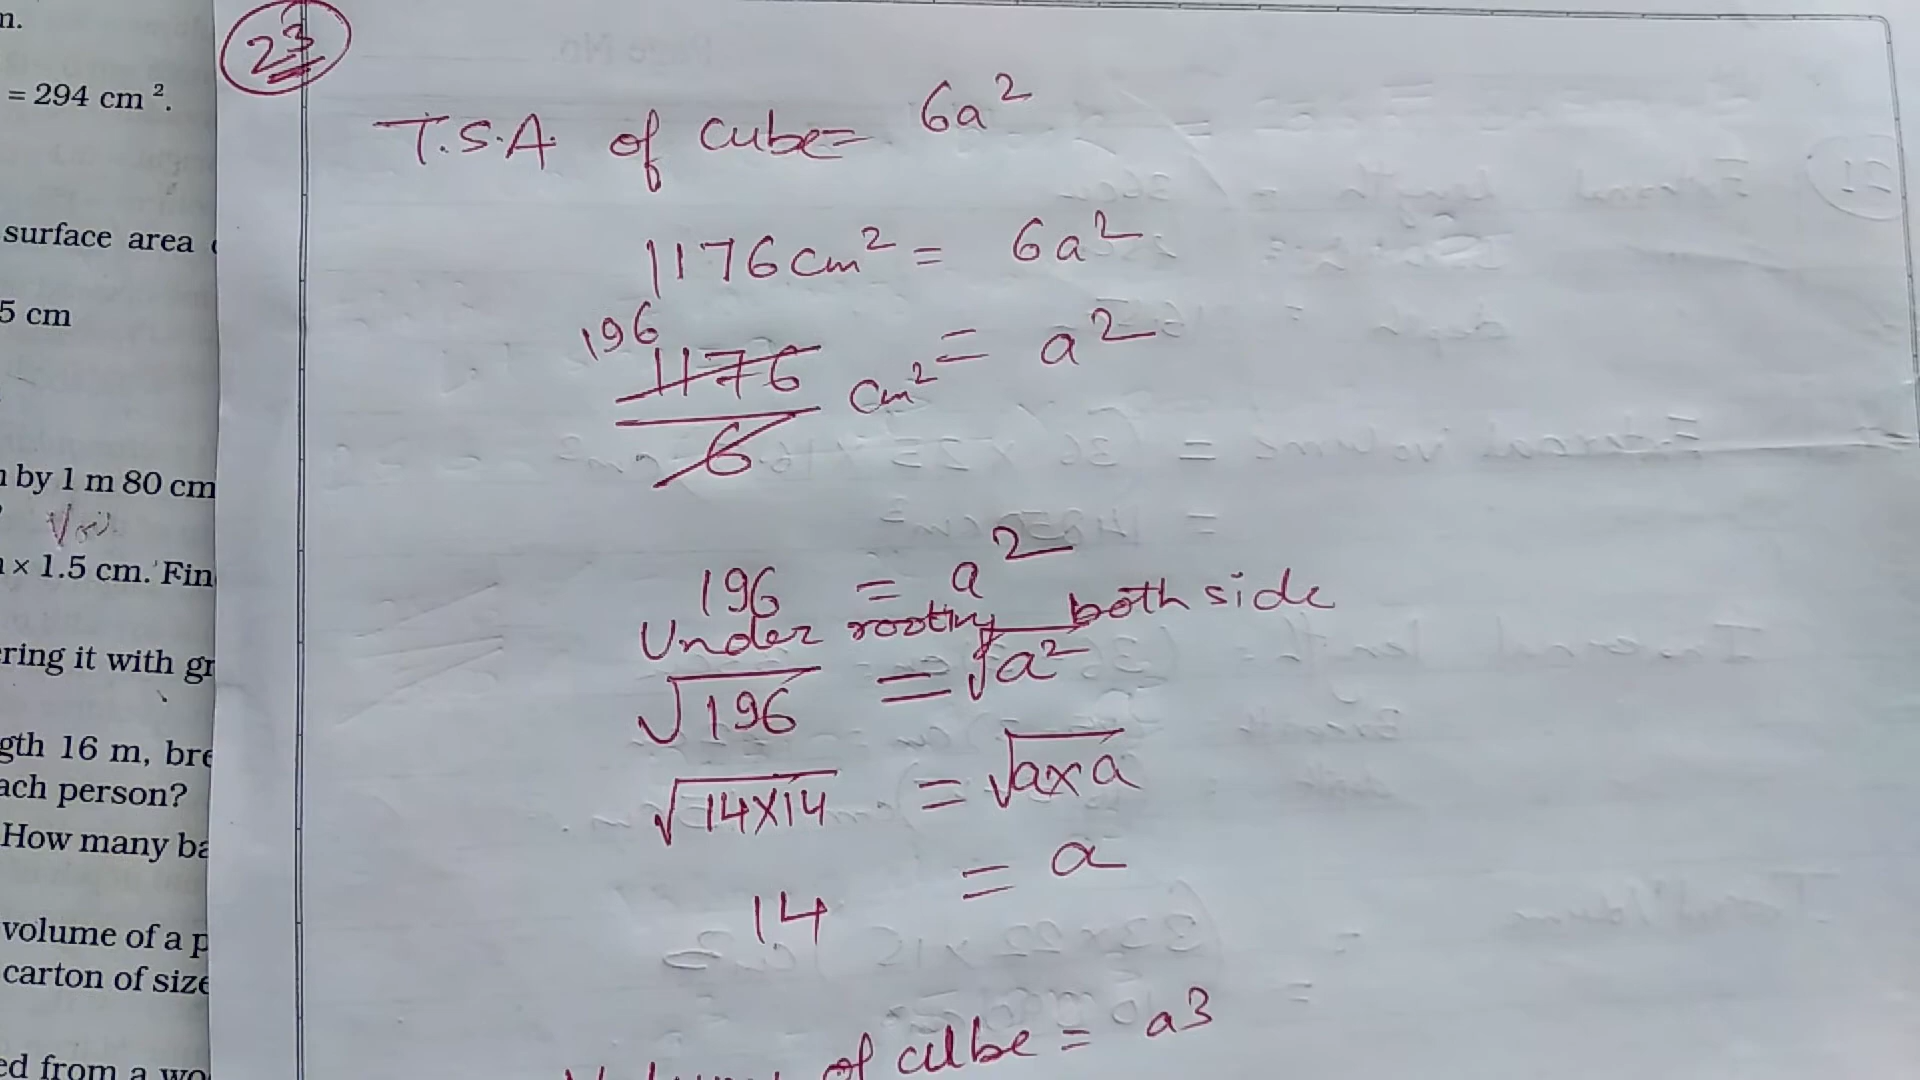 m.
= 294 cm².
surface area
5 cm
by 1 m 80 cm
× 1.5 cm. Fin
ring it with gr
gth 16 m, bre
ach person?
How many ba
volume of a p
carton of size
ed from a wo
23
T.S.A. of cube = 6a²
1176 cm² = 6a²
196
1176 cm² = a²
6
196 = a²
Under rooting both side
√196 = √a²
√14×14 = √a×a
14 = a
of cube = a3